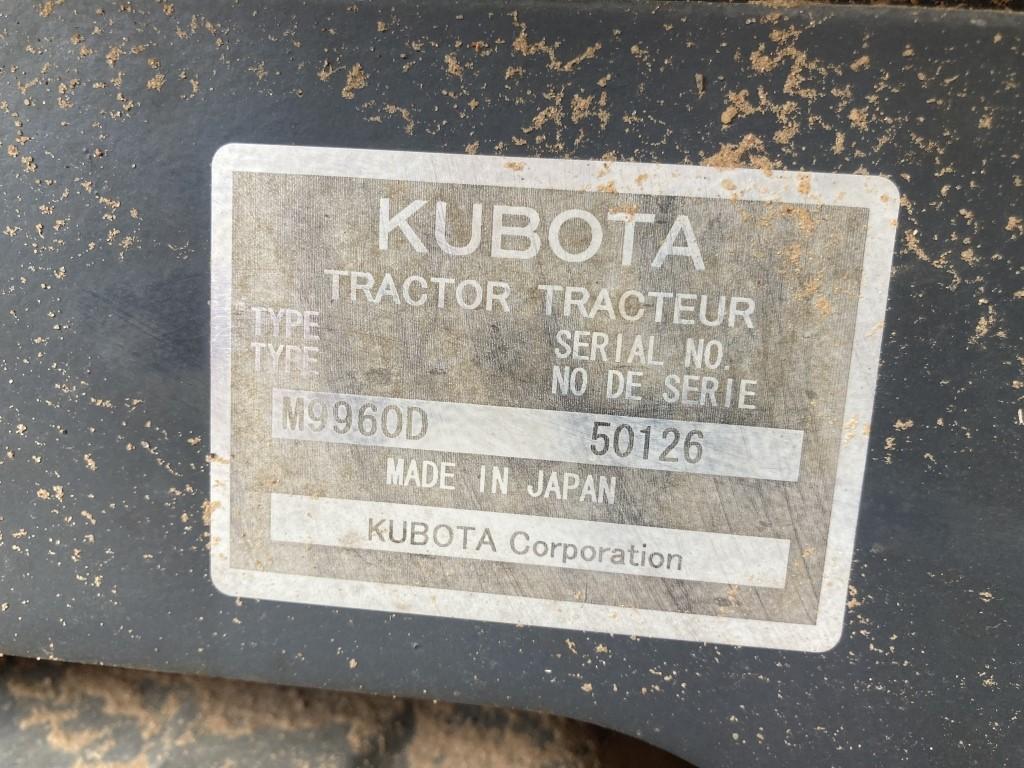 KUBOTA
TRACTOR TRACTEUR
TYPE SERIAL NO.
TYPE NO DE SERIE
M9960D 50126
MADE IN JAPAN
KUBOTA Corporation